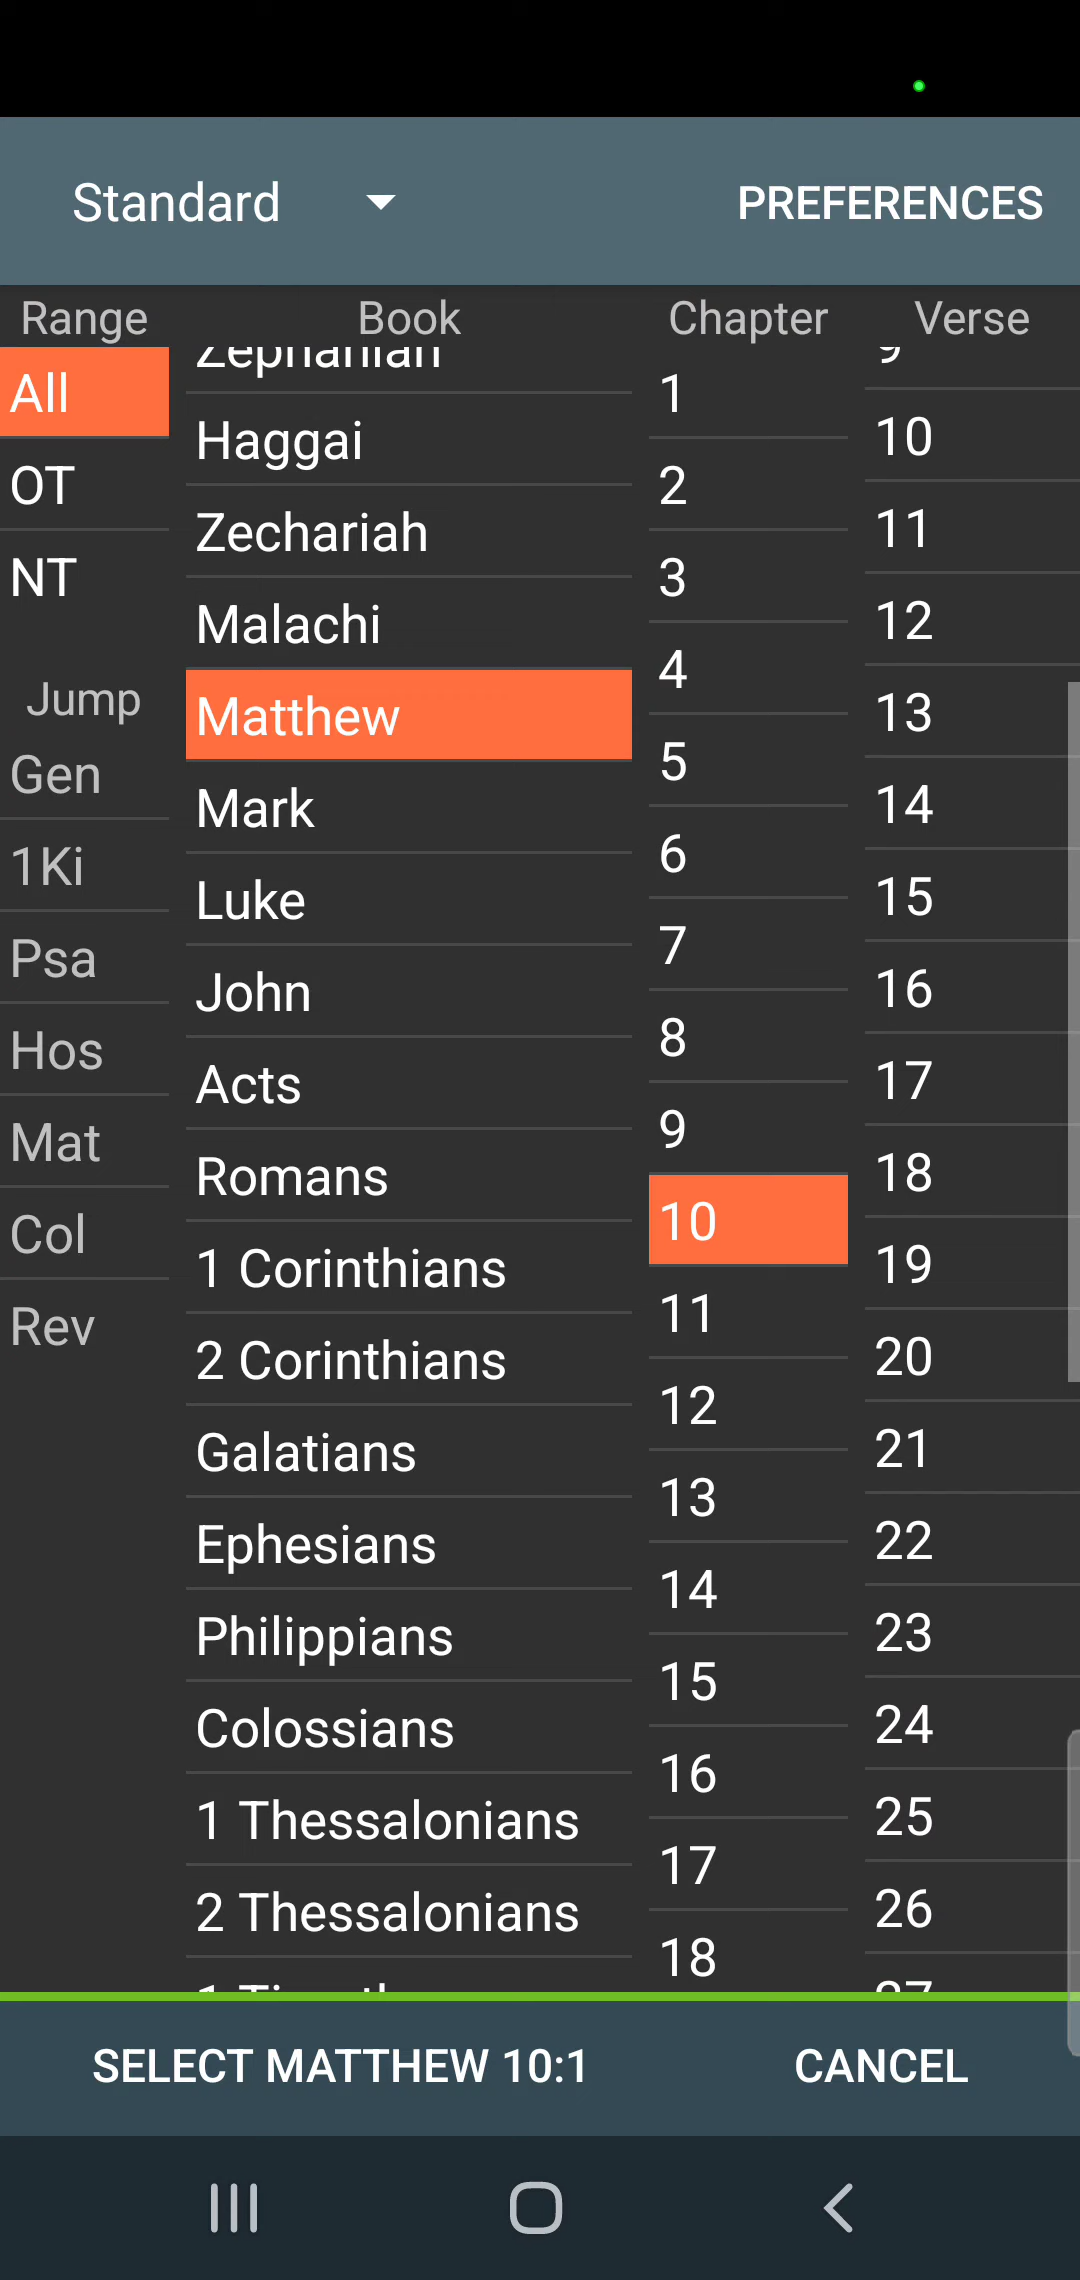 Standard
PREFERENCES
Range
Book
Chapter
Verse
All
OT
NT
Jump
Gen
1Ki
Psa
Hos
Mat
Col
Rev
Zephaniah
Haggai
Zechariah
Malachi
Matthew
Mark
Luke
John
Acts
Romans
1 Corinthians
2 Corinthians
Galatians
Ephesians
Philippians
Colossians
1 Thessalonians
2 Thessalonians
1
2
3
4
5
6
7
8
9
10
11
12
13
14
15
16
17
18
9
10
11
12
13
14
15
16
17
18
19
20
21
22
23
24
25
26
27
SELECT MATTHEW 10:1
CANCEL